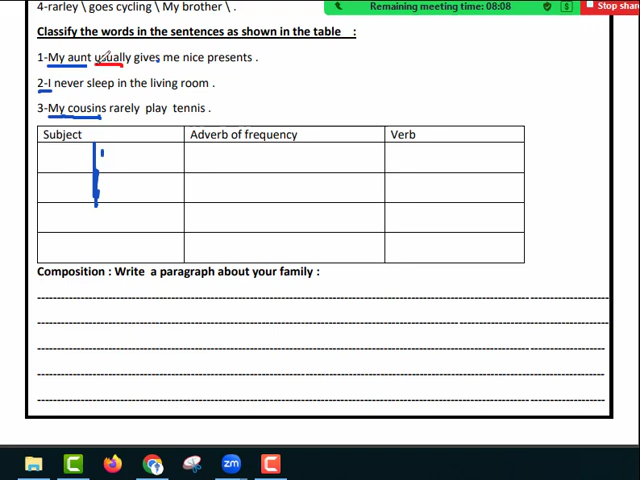 4-rarley \ goes cycling \ My brother \ .
Remaining meeting time: 08:08
Stop shar
Classify the words in the sentences as shown in the table :
1-My aunt usually gives me nice presents .
2-I never sleep in the living room .
3-My cousins rarely play tennis .
Subject Adverb of frequency Verb
Composition : Write a paragraph about your family :
zm